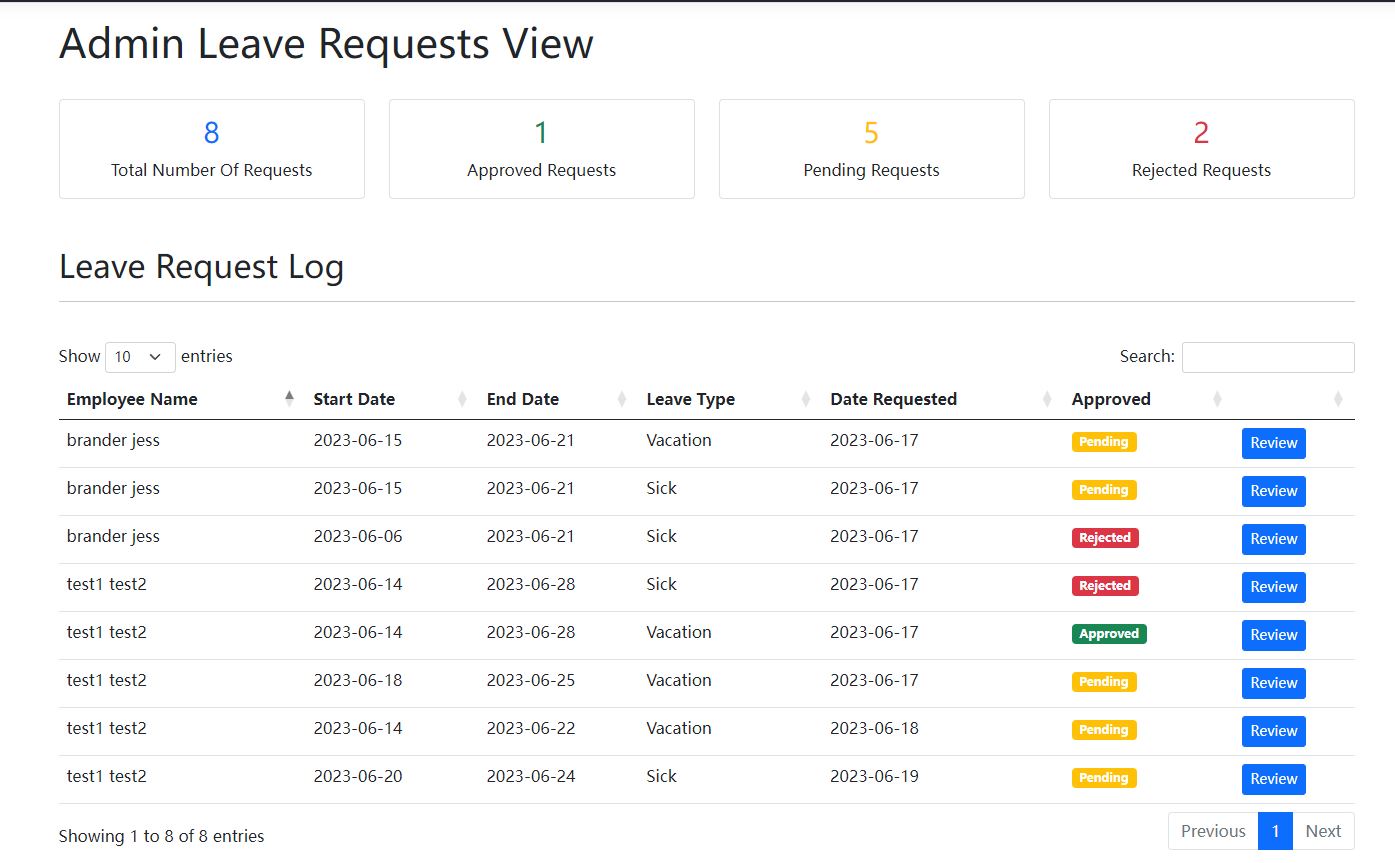 Admin Leave Requests View
8 1 5 2
Total Number Of Requests Approved Requests Pending Requests Rejected Requests
Leave Request Log
Show 10 entries Search:
Employee Name Start Date End Date Leave Type Date Requested Approved
brander jess 2023-06-15 2023-06-21 Vacation 2023-06-17 Pending Review
brander jess 2023-06-15 2023-06-21 Sick 2023-06-17 Pending Review
brander jess 2023-06-06 2023-06-21 Sick 2023-06-17 Rejected Review
test1 test2 2023-06-14 2023-06-28 Sick 2023-06-17 Rejected Review
test1 test2 2023-06-14 2023-06-28 Vacation 2023-06-17 Approved Review
test1 test2 2023-06-18 2023-06-25 Vacation 2023-06-17 Pending Review
test1 test2 2023-06-14 2023-06-22 Vacation 2023-06-18 Pending Review
test1 test2 2023-06-20 2023-06-24 Sick 2023-06-19 Pending Review
Showing 1 to 8 of 8 entries Previous 1 Next